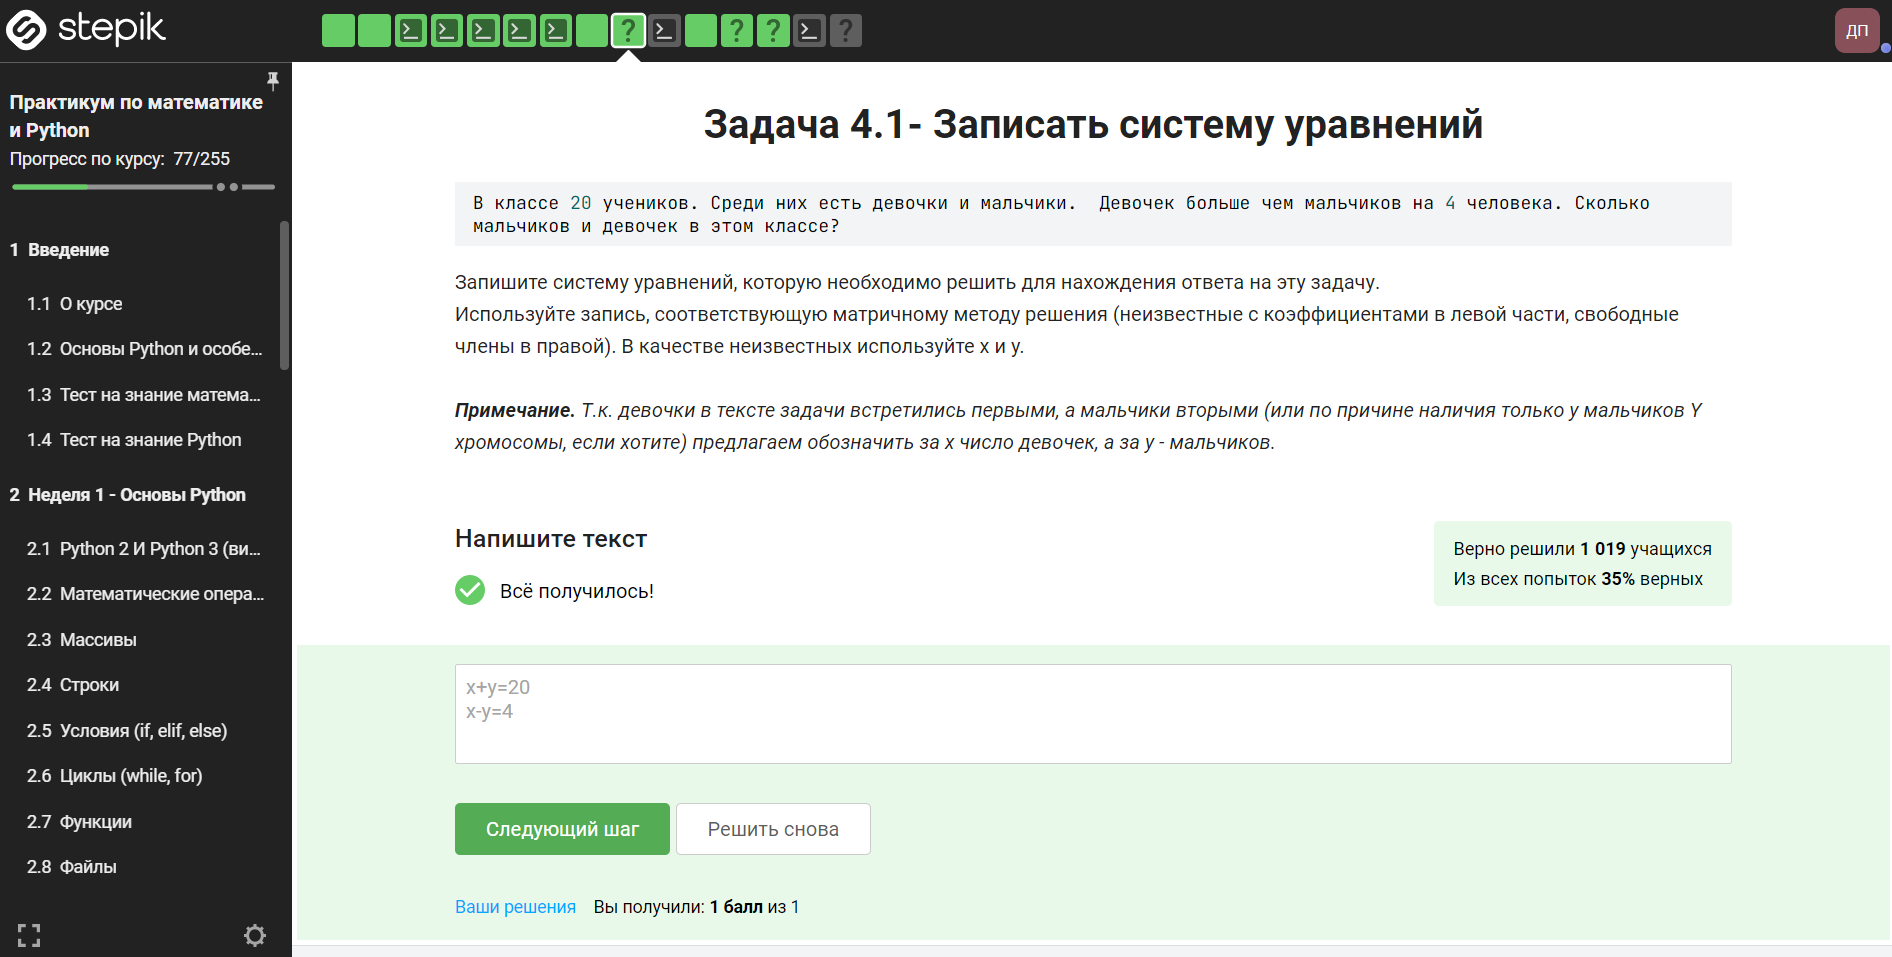 stepik
? ? ? ?
ДП
Практикум по математике
и Python
Прогресс по курсу: 77/255
1 Введение
1.1 О курсе
1.2 Основы Python и особе...
1.3 Тест на знание матема...
1.4 Тест на знание Python
2 Неделя 1 - Основы Python
2.1 Python 2 И Python 3 (ви...
2.2 Математические опера...
2.3 Массивы
2.4 Строки
2.5 Условия (if, elif, else)
2.6 Циклы (while, for)
2.7 Функции
2.8 Файлы
Задача 4.1- Записать систему уравнений
В классе 20 учеников. Среди них есть девочки и мальчики. Девочек больше чем мальчиков на 4 человека. Сколько
мальчиков и девочек в этом классе?
Запишите систему уравнений, которую необходимо решить для нахождения ответа на эту задачу.
Используйте запись, соответствующую матричному методу решения (неизвестные с коэффициентами в левой части, свободные
члены в правой). В качестве неизвестных используйте x и y.
Примечание. Т.к. девочки в тексте задачи встретились первыми, а мальчики вторыми (или по причине наличия только у мальчиков Y
хромосомы, если хотите) предлагаем обозначить за x число девочек, а за y - мальчиков.
Напишите текст
Всё получилось!
Верно решили 1 019 учащихся
Из всех попыток 35% верных
x+y=20
x-y=4
Следующий шаг
Решить снова
Ваши решения Вы получили: 1 балл из 1